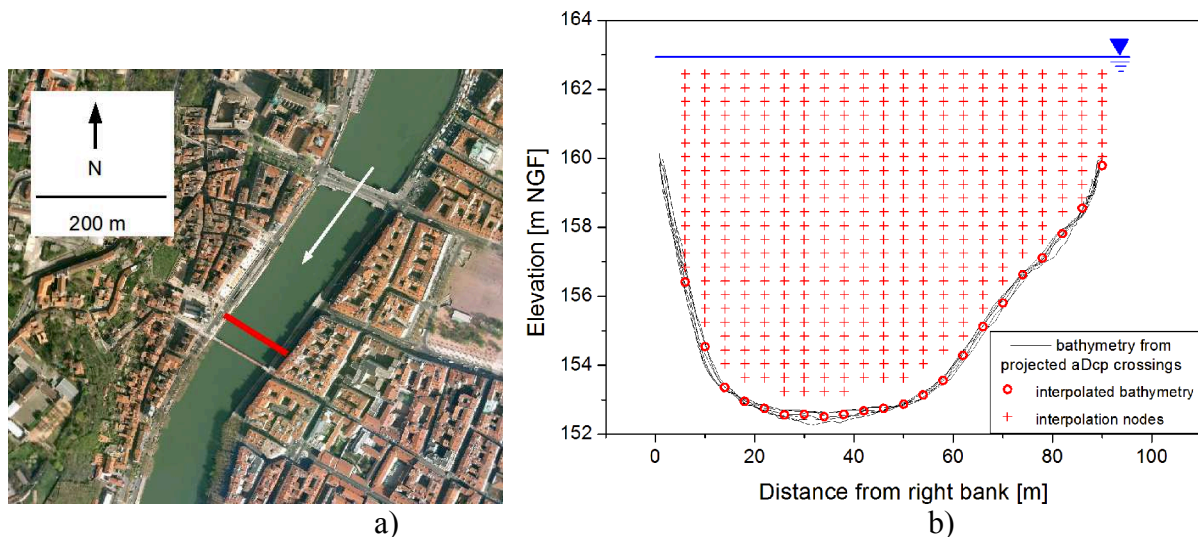 N
200 m
a)
164
162
160
158
156
154
152
Elevation [m NGF]
0
20
40
60
80
100
Distance from right bank [m]
bathymetry from
projected aDcp crossings
interpolated bathymetry
interpolation nodes
b)